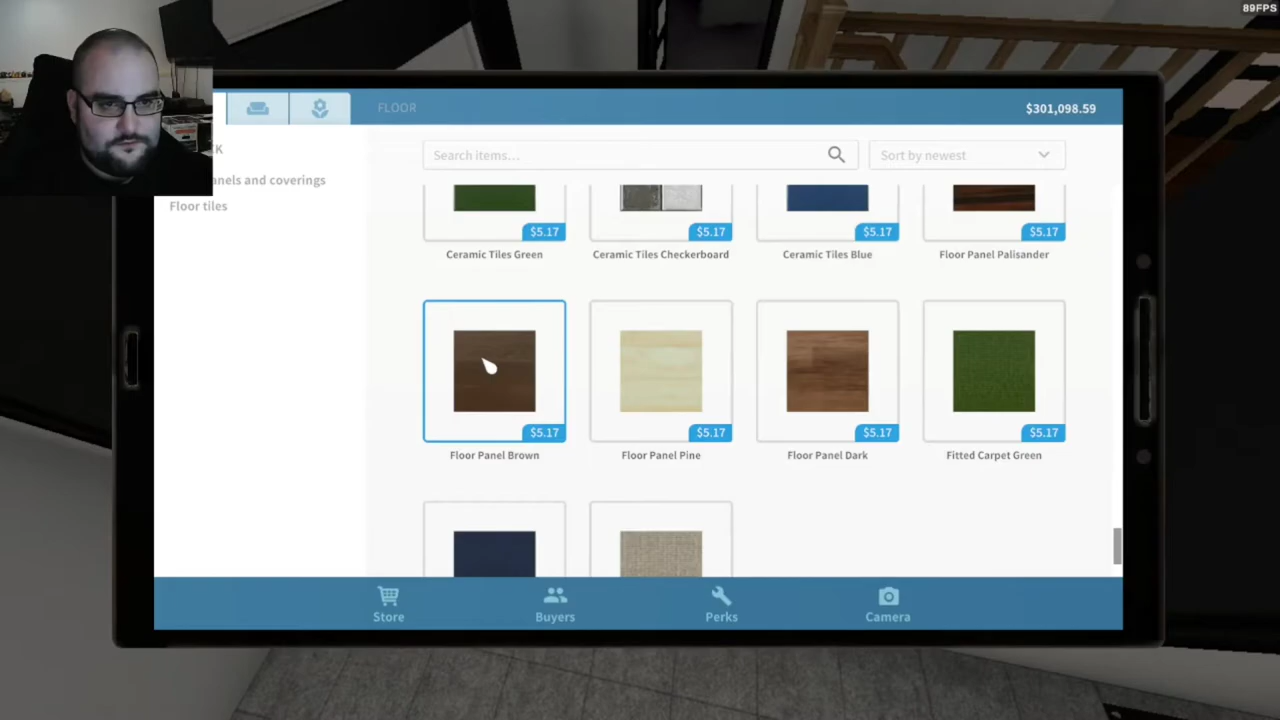 89FPS
FLOOR
$301,098.59
K
Search items...
Sort by newest
anels and coverings
Floor tiles
$5.17
$5.17
$5.17
$5.17
Ceramic Tiles Green
Ceramic Tiles Checkerboard
Ceramic Tiles Blue
Floor Panel Palisander
$5.17
$5.17
$5.17
$5.17
Floor Panel Brown
Floor Panel Pine
Floor Panel Dark
Fitted Carpet Green
Store
Buyers
Perks
Camera